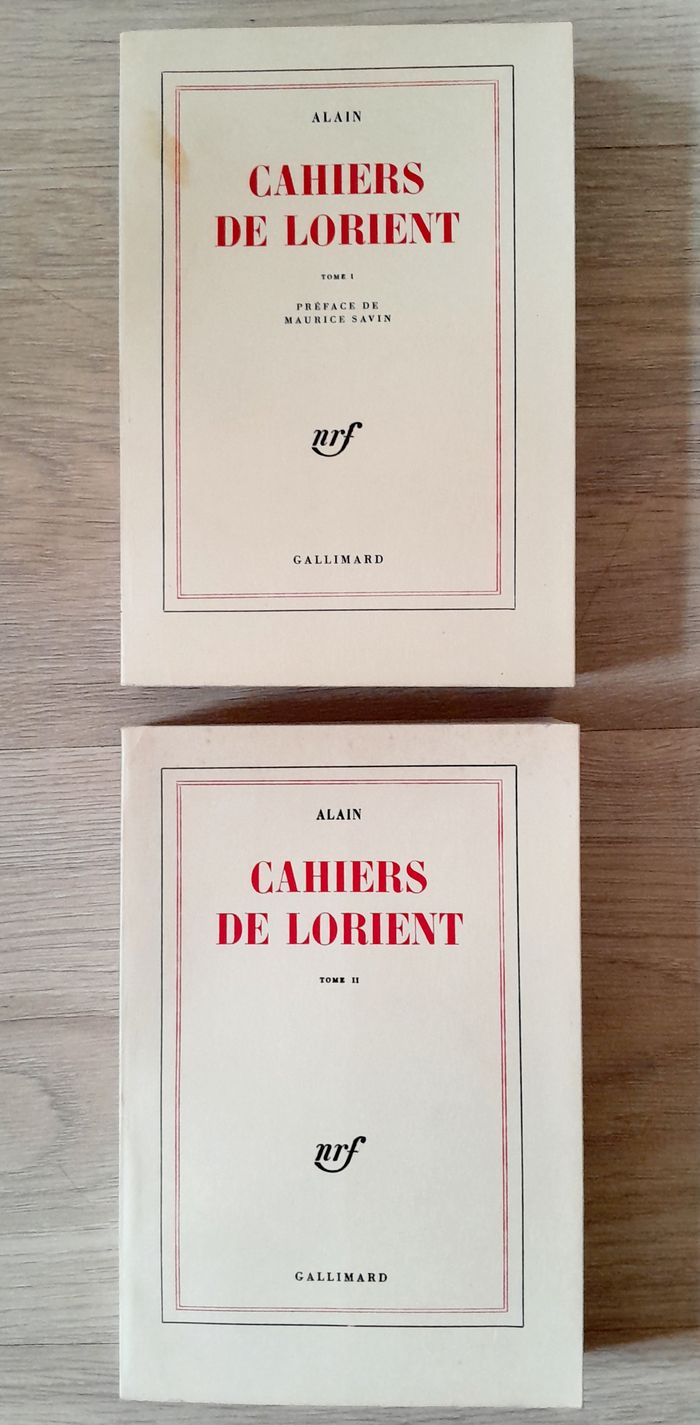 ALAIN
CAHIERS
DE LORIENT
TOME I
PRÉFACE DE
MAURICE SAVIN
nrf
GALLIMARD
ALAIN
CAHIERS
DE LORIENT
TOME II
nrf
GALLIMARD